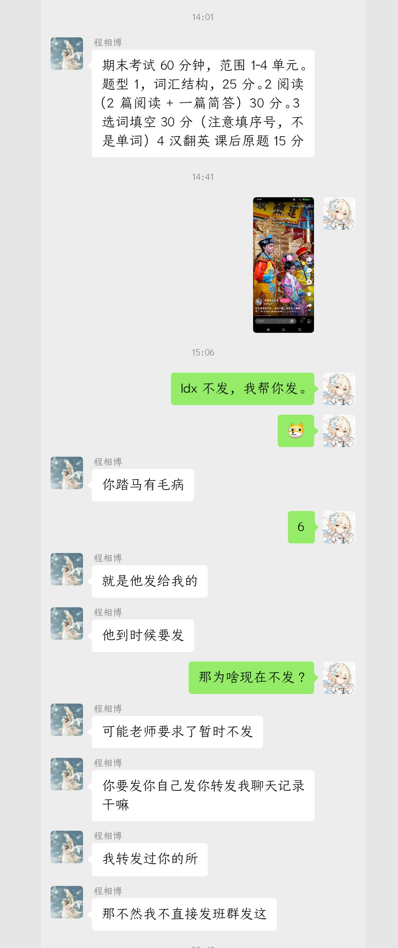 14:01
程相博
期末考试 60 分钟，范围 1-4 单元。
题型 1，词汇结构，25 分。2 阅读
（2 篇阅读 + 一篇简答）30 分。3
选词填空 30 分（注意填序号，不
是单词）4 汉翻英 课后原题 15 分
14:41
15:06
ldx 不发，我帮你发。
程相博
你踏马有毛病
6
程相博
就是他发给我的
程相博
他到时候要发
那为啥现在不发？
程相博
可能老师要求了暂时不发
程相博
你要发你自己发你转发我聊天记录
干嘛
程相博
我转发过你的所
程相博
那不然我不直接发班群发这